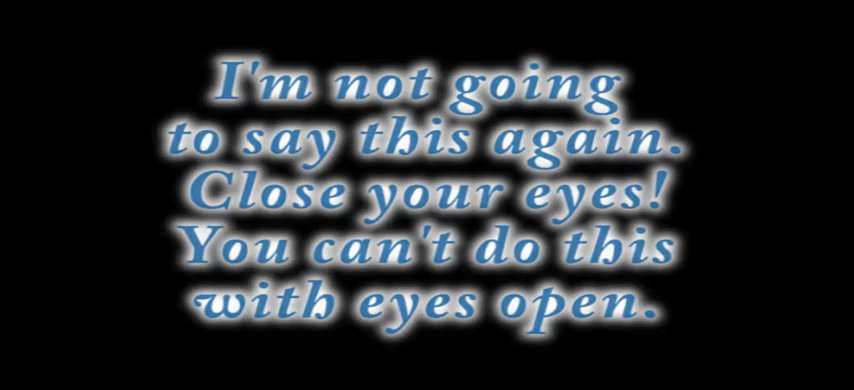 I'm not going
to say this again.
Close your eyes!
You can't do this
with eyes open.